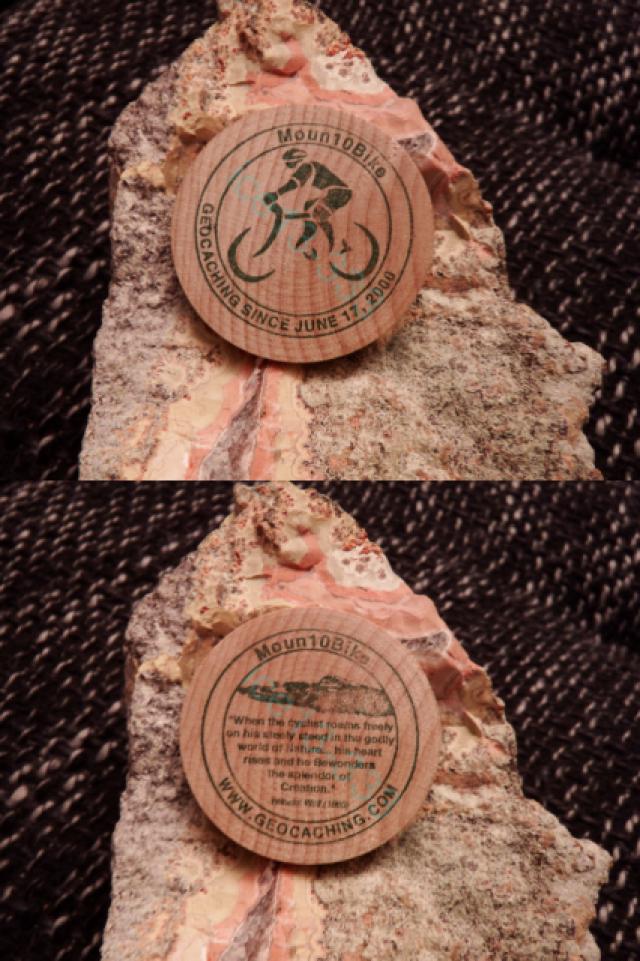 Moun10Bike
GEOCACHING SINCE JUNE 17, 2000
Moun10Bike
"When the cyclist roams freely
on his steely steed in the godly
world of Nature... his heart
rises and he Bewonders
the splendor of
Creation."
WWW.GEOCACHING.COM